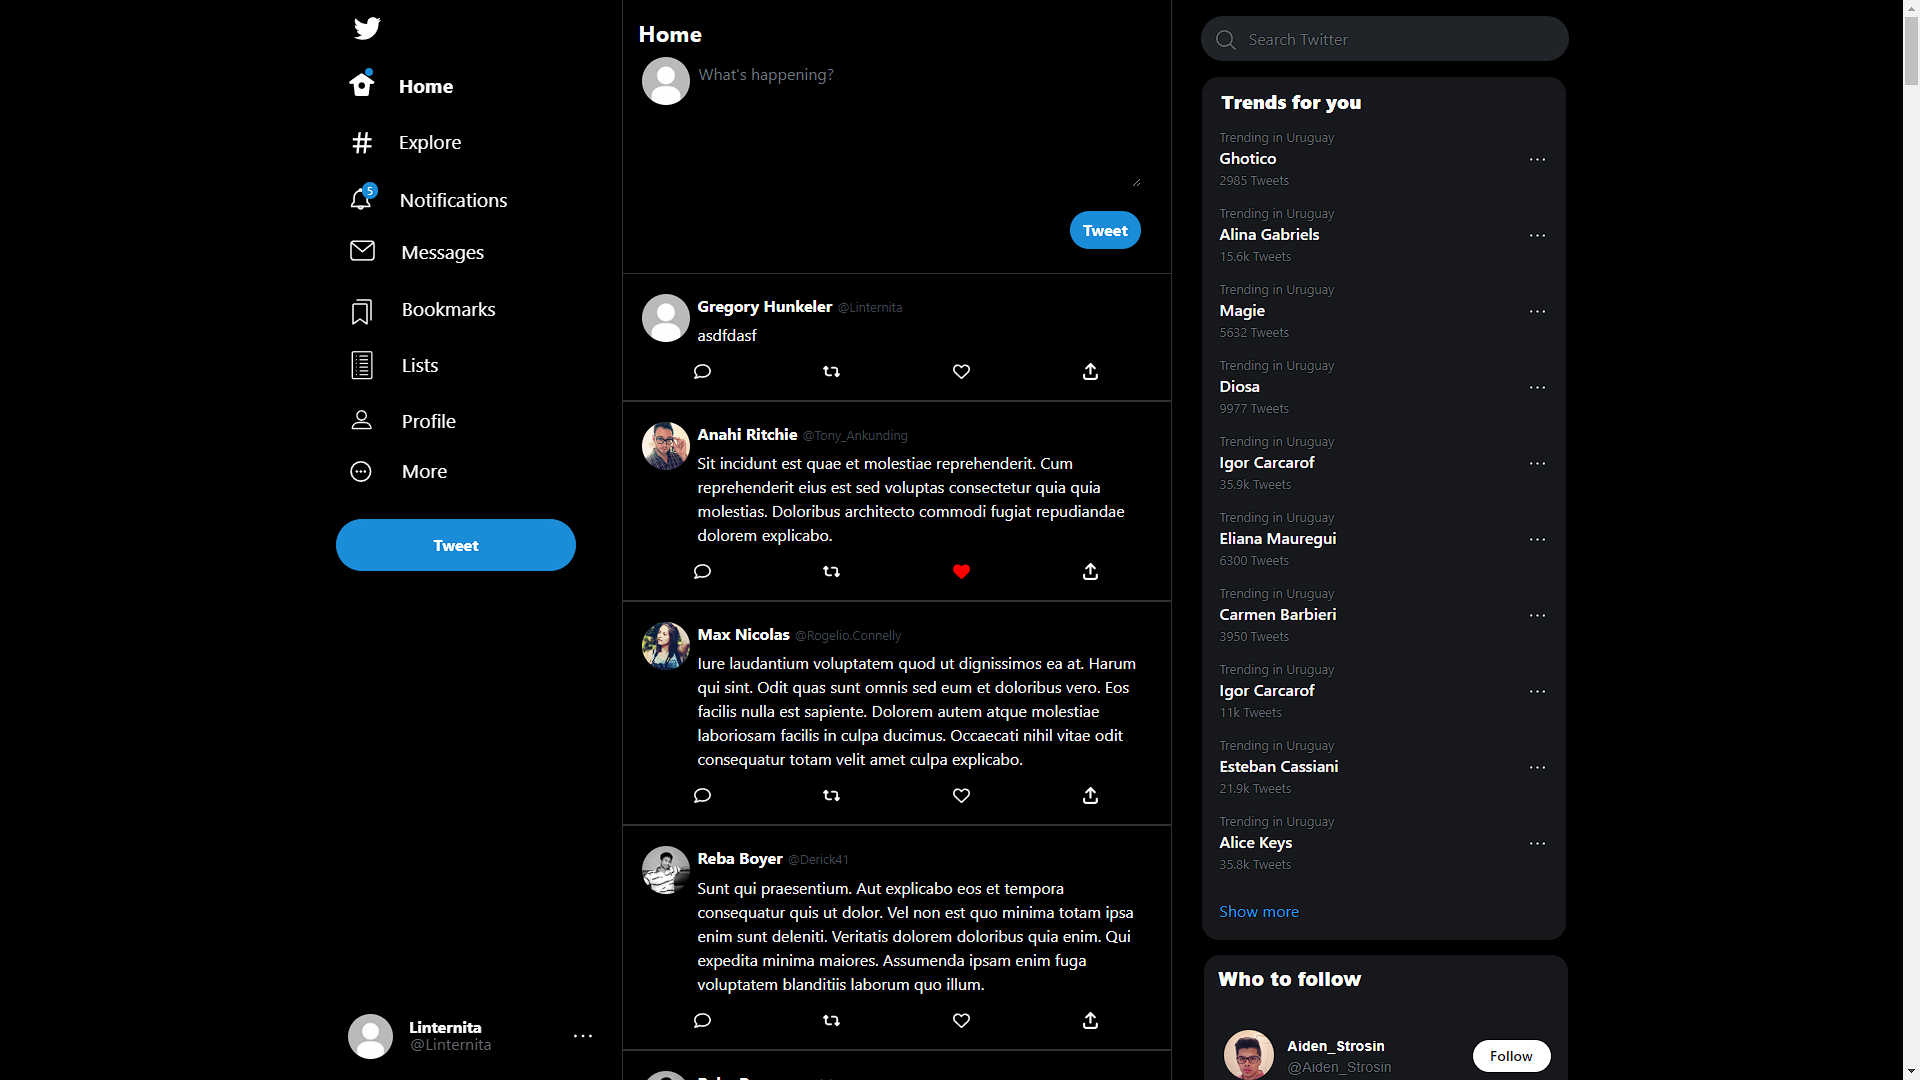 Home
Explore
5
Notifications
Messages
Bookmarks
Lists
Profile
More
Tweet
Linternita
@Linternita
Home
What's happening?
Tweet
Gregory Hunkeler @Linternita
asdfdasf
Anahi Ritchie @Tony_Ankunding
Sit incidunt est quae et molestiae reprehenderit. Cum
reprehenderit eius est sed voluptas consectetur quia quia
molestias. Doloribus architecto commodi fugiat repudiandae
dolorem explicabo.
Max Nicolas @Rogelio.Connelly
Iure laudantium voluptatem quod ut dignissimos ea at. Harum
qui sint. Odit quas sunt omnis sed eum et doloribus vero. Eos
facilis nulla est sapiente. Dolorem autem atque molestiae
laboriosam facilis in culpa ducimus. Occaecati nihil vitae odit
consequatur totam velit amet culpa explicabo.
Reba Boyer @Derick41
Sunt qui praesentium. Aut explicabo eos et tempora
consequatur quis ut dolor. Vel non est quo minima totam ipsa
enim sunt deleniti. Veritatis dolorem doloribus quia enim. Qui
expedita minima maiores. Assumenda ipsam enim fuga
voluptatem blanditiis laborum quo illum.
Search Twitter
Trends for you
Trending in Uruguay
Ghotico
2985 Tweets
Trending in Uruguay
Alina Gabriels
15.6k Tweets
Trending in Uruguay
Magie
5632 Tweets
Trending in Uruguay
Diosa
9977 Tweets
Trending in Uruguay
Igor Carcarof
35.9k Tweets
Trending in Uruguay
Eliana Mauregui
6300 Tweets
Trending in Uruguay
Carmen Barbieri
3950 Tweets
Trending in Uruguay
Igor Carcarof
11k Tweets
Trending in Uruguay
Esteban Cassiani
21.9k Tweets
Trending in Uruguay
Alice Keys
35.8k Tweets
Show more
Who to follow
Aiden_Strosin
@Aiden_Strosin
Follow